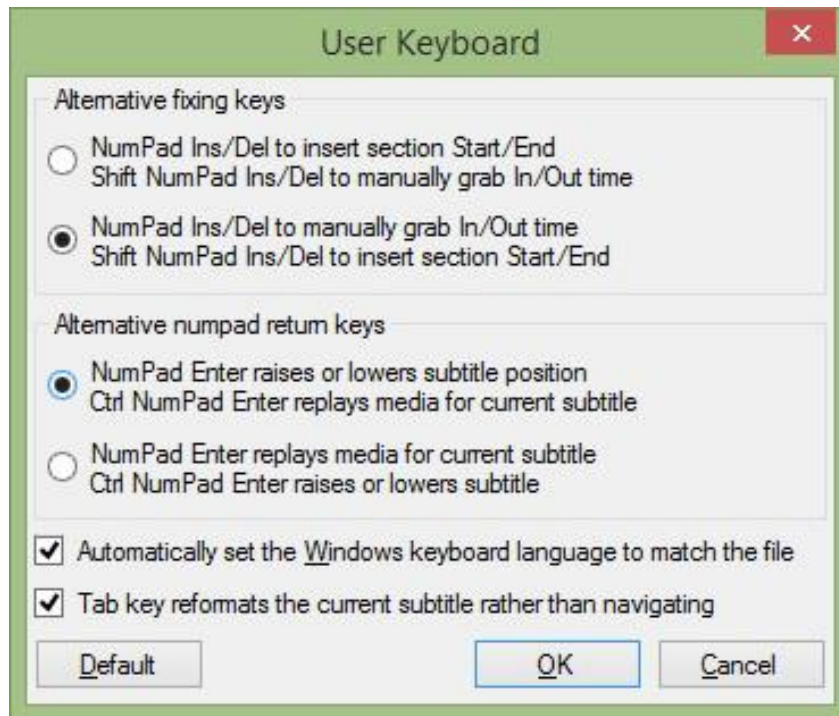 User Keyboard
Alternative fixing keys
NumPad Ins/Del to insert section Start/End
Shift NumPad Ins/Del to manually grab In/Out time
NumPad Ins/Del to manually grab In/Out time
Shift NumPad Ins/Del to insert section Start/End
Alternative numpad return keys
NumPad Enter raises or lowers subtitle position
Ctrl NumPad Enter replays media for current subtitle
NumPad Enter replays media for current subtitle
Ctrl NumPad Enter raises or lowers subtitle
Automatically set the Windows keyboard language to match the file
Tab key reformats the current subtitle rather than navigating
Default
OK
Cancel